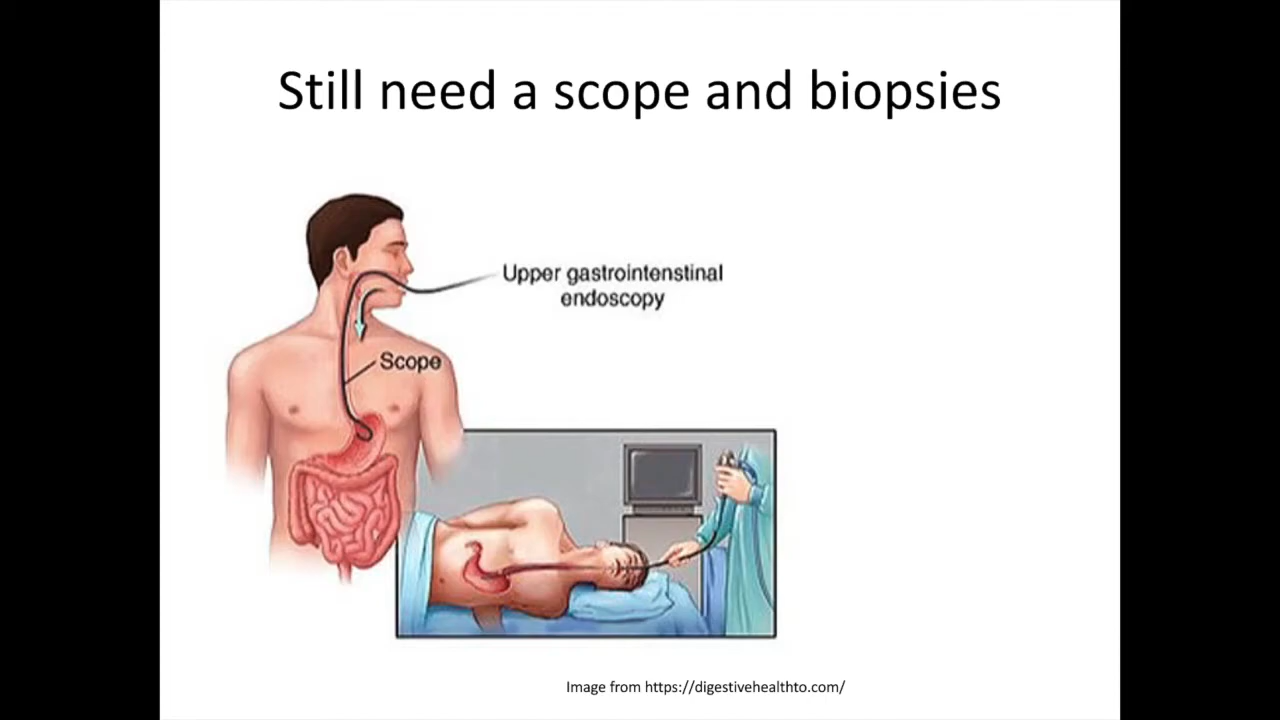 Still need a scope and biopsies
Upper gastrointenstinal
endoscopy
Scope
Image from https://digestivehealthto.com/